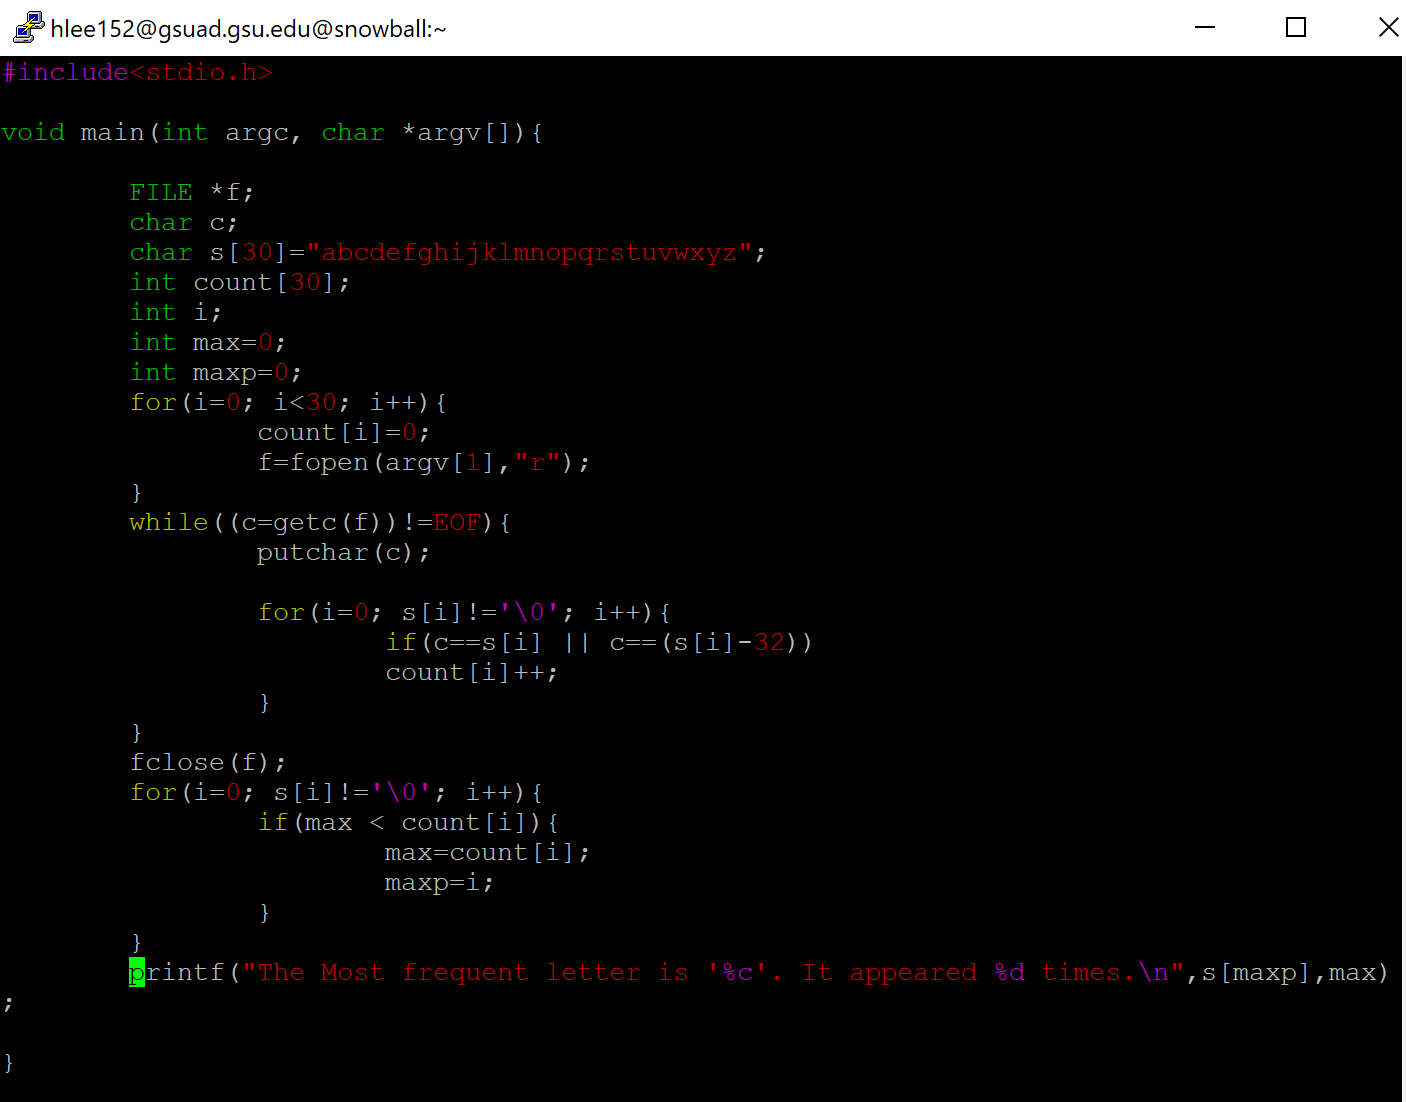 hlee152@gsuad.gsu.edu@snowball:~
#include<stdio.h>
void main(int argc, char *argv[]){
FILE *f;
char c;
char s[30]="abcdefghijklmnopqrstuvwxyz";
int count[30];
int i;
int max=0;
int maxp=0;
for(i=0; i<30; i++){
count[i]=0;
f=fopen(argv[1],"r");
}
while((c=getc(f))!=EOF){
putchar(c);
for(i=0; s[i]!='\0'; i++){
if(c==s[i] || c==(s[i]-32))
count[i]++;
}
}
fclose(f);
for(i=0; s[i]!='\0'; i++){
if(max < count[i]){
max=count[i];
maxp=i;
}
}
printf("The Most frequent letter is '%c'. It appeared %d times.\n",s[maxp],max)
;
}